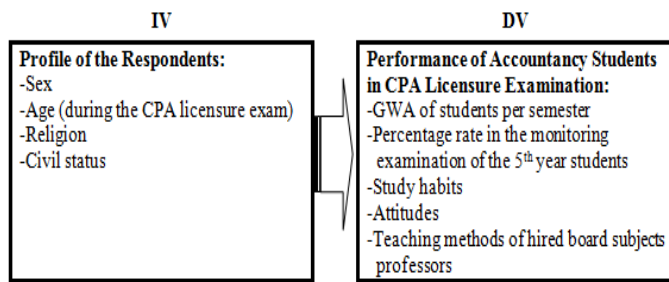 IV
Profile of the Respondents:
-Sex
-Age (during the CPA licensure exam)
-Religion
-Civil status
DV
Performance of Accountancy Students
in CPA Licensure Examination:
-GWA of students per semester
-Percentage rate in the monitoring
examination of the 5th year students
-Study habits
-Attitudes
-Teaching methods of hired board subjects
professors